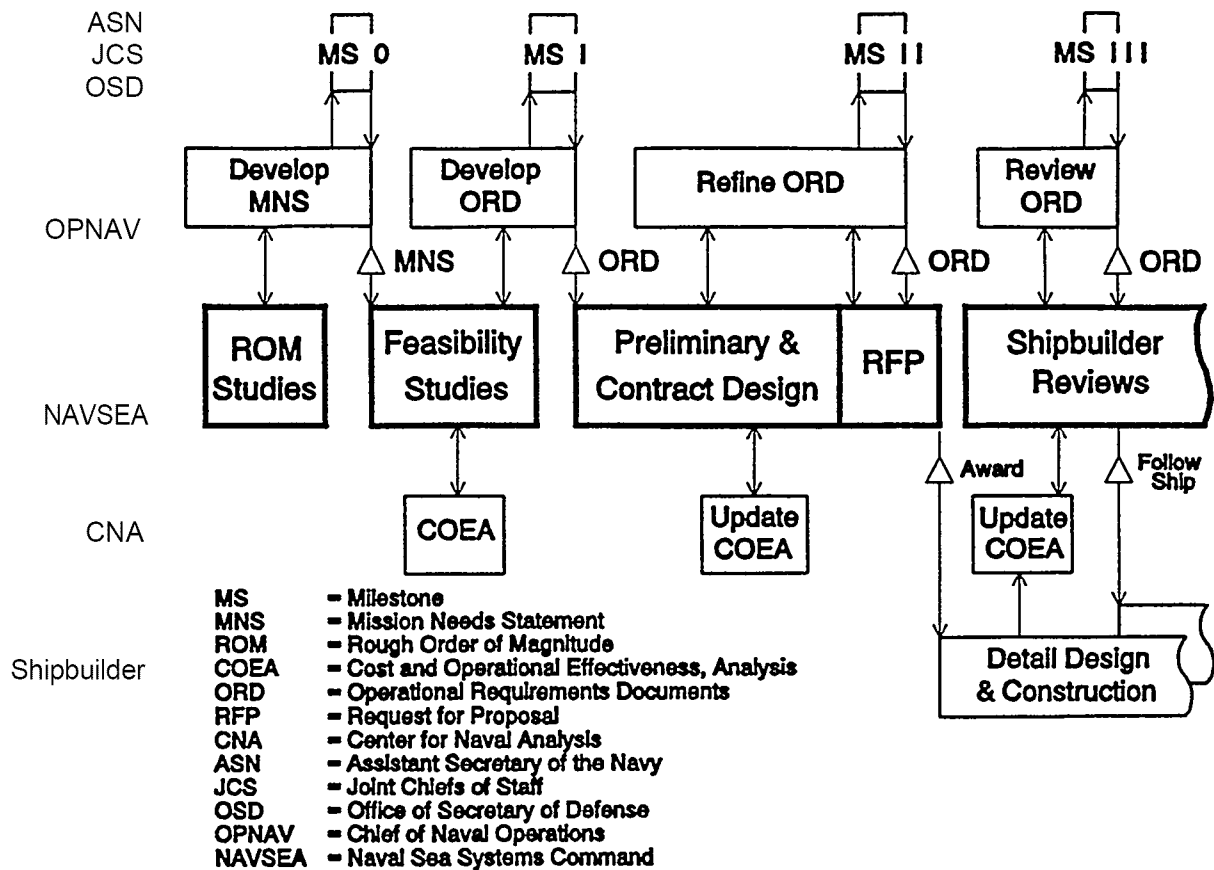 ASN
JCS
OSD
MS 0
MS I
MS II
MS III
OPNAV
Develop
MNS
Develop
ORD
Refine ORD
Review
ORD
MNS
ORD
ORD
ORD
NAVSEA
ROM
Studies
Feasibility
Studies
Preliminary &
Contract Design
RFP
Shipbuilder
Reviews
Award
Follow
Ship
CNA
COEA
Update
COEA
Update
COEA
Shipbuilder
Detail Design
& Construction
MS = Milestone
MNS = Mission Needs Statement
ROM = Rough Order of Magnitude
COEA = Cost and Operational Effectiveness, Analysis
ORD = Operational Requirements Documents
RFP = Request for Proposal
CNA = Center for Naval Analysis
ASN = Assistant Secretary of the Navy
JCS = Joint Chiefs of Staff
OSD = Office of Secretary of Defense
OPNAV = Chief of Naval Operations
NAVSEA = Naval Sea Systems Command